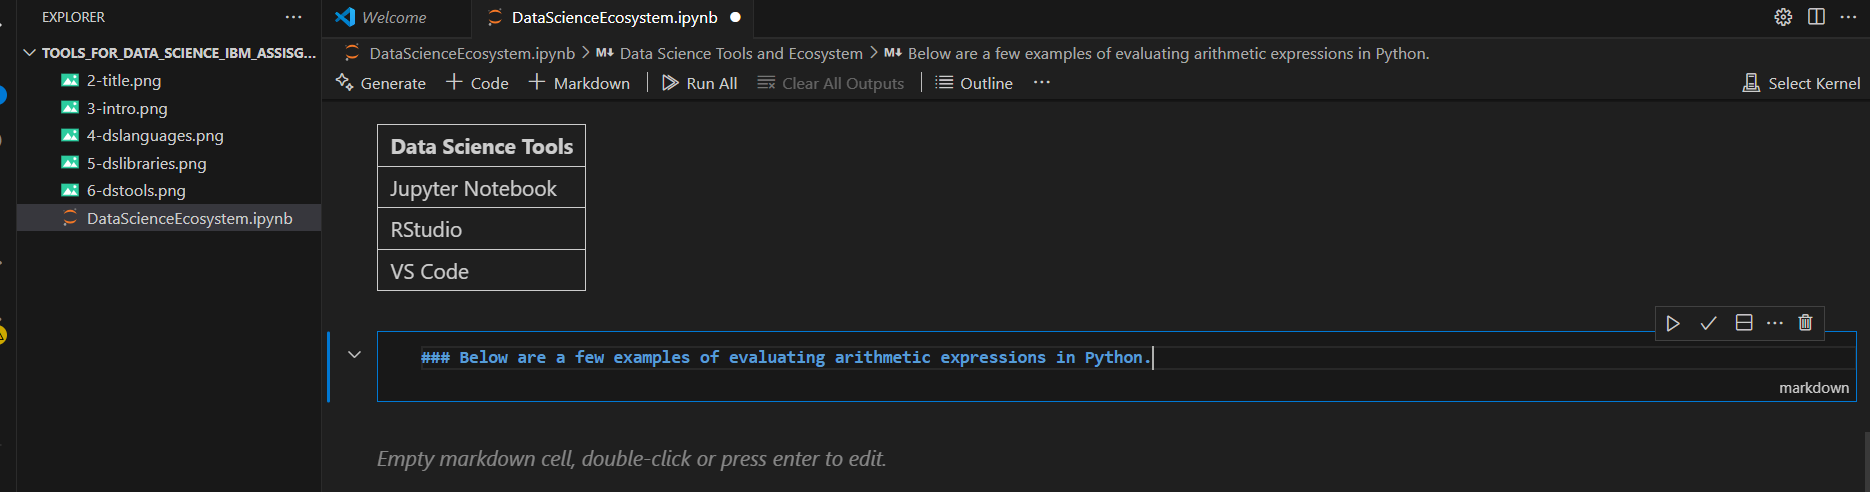 EXPLORER ···
TOOLS_FOR_DATA_SCIENCE_IBM_ASSISG...
2-title.png
3-intro.png
4-dslanguages.png
5-dslibraries.png
6-dstools.png
DataScienceEcosystem.ipynb
Welcome DataScienceEcosystem.ipynb
DataScienceEcosystem.ipynb > M↓ Data Science Tools and Ecosystem > M↓ Below are a few examples of evaluating arithmetic expressions in Python.
Generate + Code + Markdown | Run All Clear All Outputs | Outline ··· Select Kernel
Data Science Tools
Jupyter Notebook
RStudio
VS Code
### Below are a few examples of evaluating arithmetic expressions in Python.
markdown
Empty markdown cell, double-click or press enter to edit.